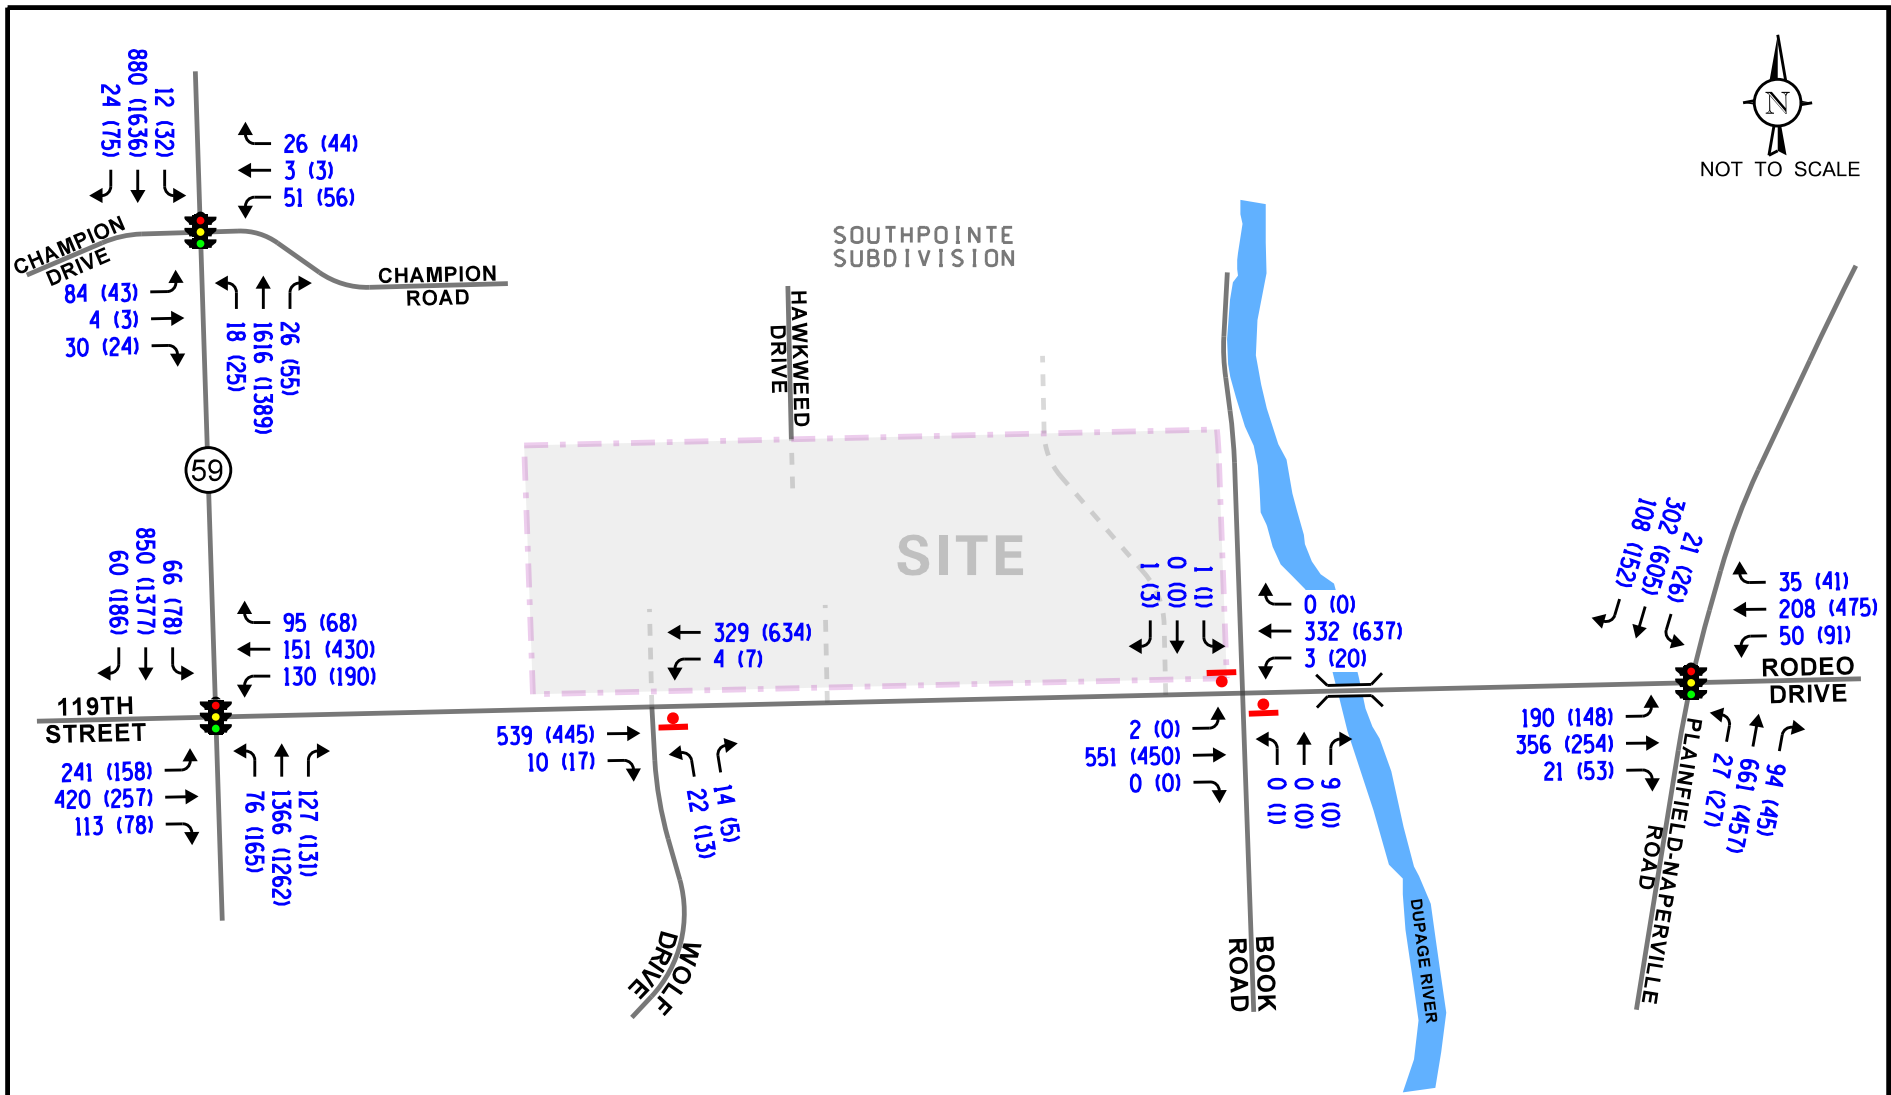 N
NOT TO SCALE
880 (1636)
24 (75)
12 (32)
26 (44)
3 (3)
51 (56)
CHAMPION
DRIVE
84 (43)
4 (3)
30 (24)
18 (25)
1616 (1389)
26 (55)
CHAMPION
ROAD
SOUTHPOINTE
SUBDIVISION
HAWKWEED
DRIVE
59
SITE
60 (186)
850 (1377)
66 (78)
95 (68)
151 (430)
130 (190)
119TH
STREET
241 (158)
420 (257)
113 (78)
76 (165)
1366 (1262)
127 (131)
329 (634)
4 (7)
539 (445)
10 (17)
22 (13)
14 (5)
WOLF
DRIVE
1 (3)
0 (0)
1 (1)
0 (0)
332 (637)
3 (20)
2 (0)
551 (450)
0 (0)
0 (1)
0 (0)
9 (0)
BOOK
ROAD
DUPAGE RIVER
108 (152)
302 (605)
21 (26)
35 (41)
208 (475)
50 (91)
RODEO
DRIVE
190 (148)
356 (254)
21 (53)
27 (27)
661 (457)
94 (45)
PLAINFIELD-NAPERVILLE
ROAD